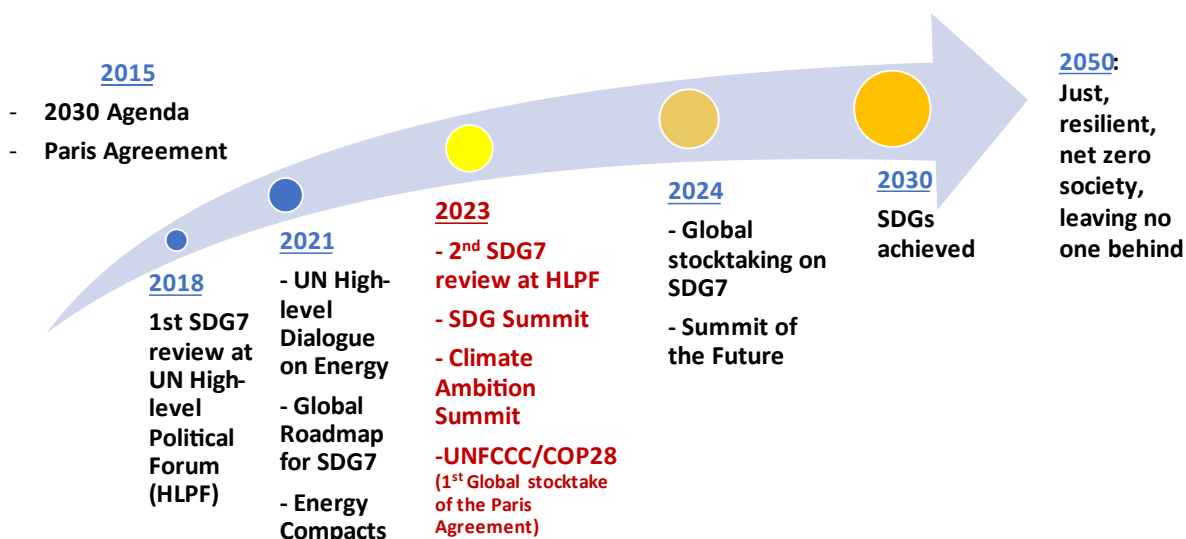 2015
- 2030 Agenda
- Paris Agreement
2018
1st SDG7
review at
UN High-
level
Political
Forum
(HLPF)
2021
- UN High-
level
Dialogue
on Energy
- Global
Roadmap
for SDG7
- Energy
Compacts
2023
- 2nd SDG7
review at HLPF
- SDG Summit
- Climate
Ambition
Summit
-UNFCCC/COP28
(1st Global stocktake
of the Paris
Agreement)
2024
- Global
stocktaking on
SDG7
- Summit of
the Future
2030
SDGs
achieved
2050:
Just,
resilient,
net zero
society,
leaving no
one behind